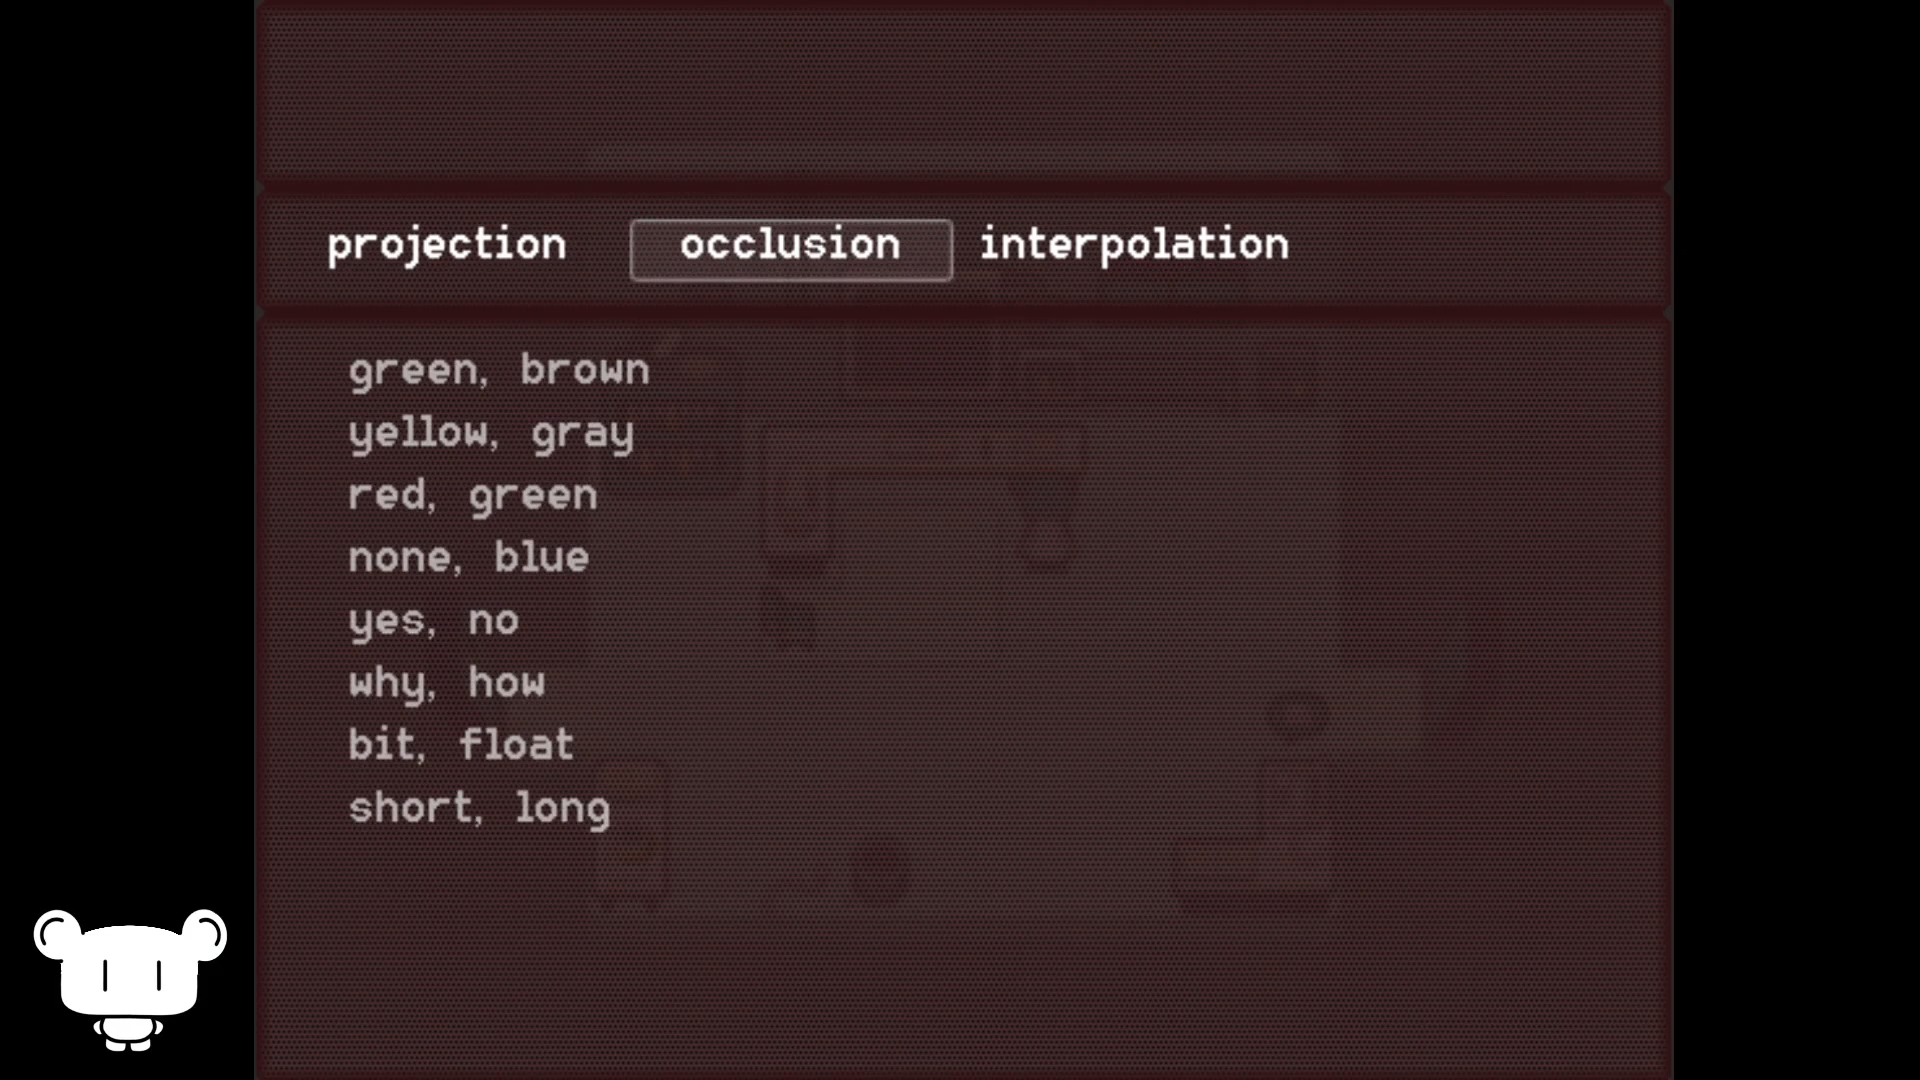 projection occlusion interpolation
green, brown
yellow, gray
red, green
none, blue
yes, no
why, how
bit, float
short, long